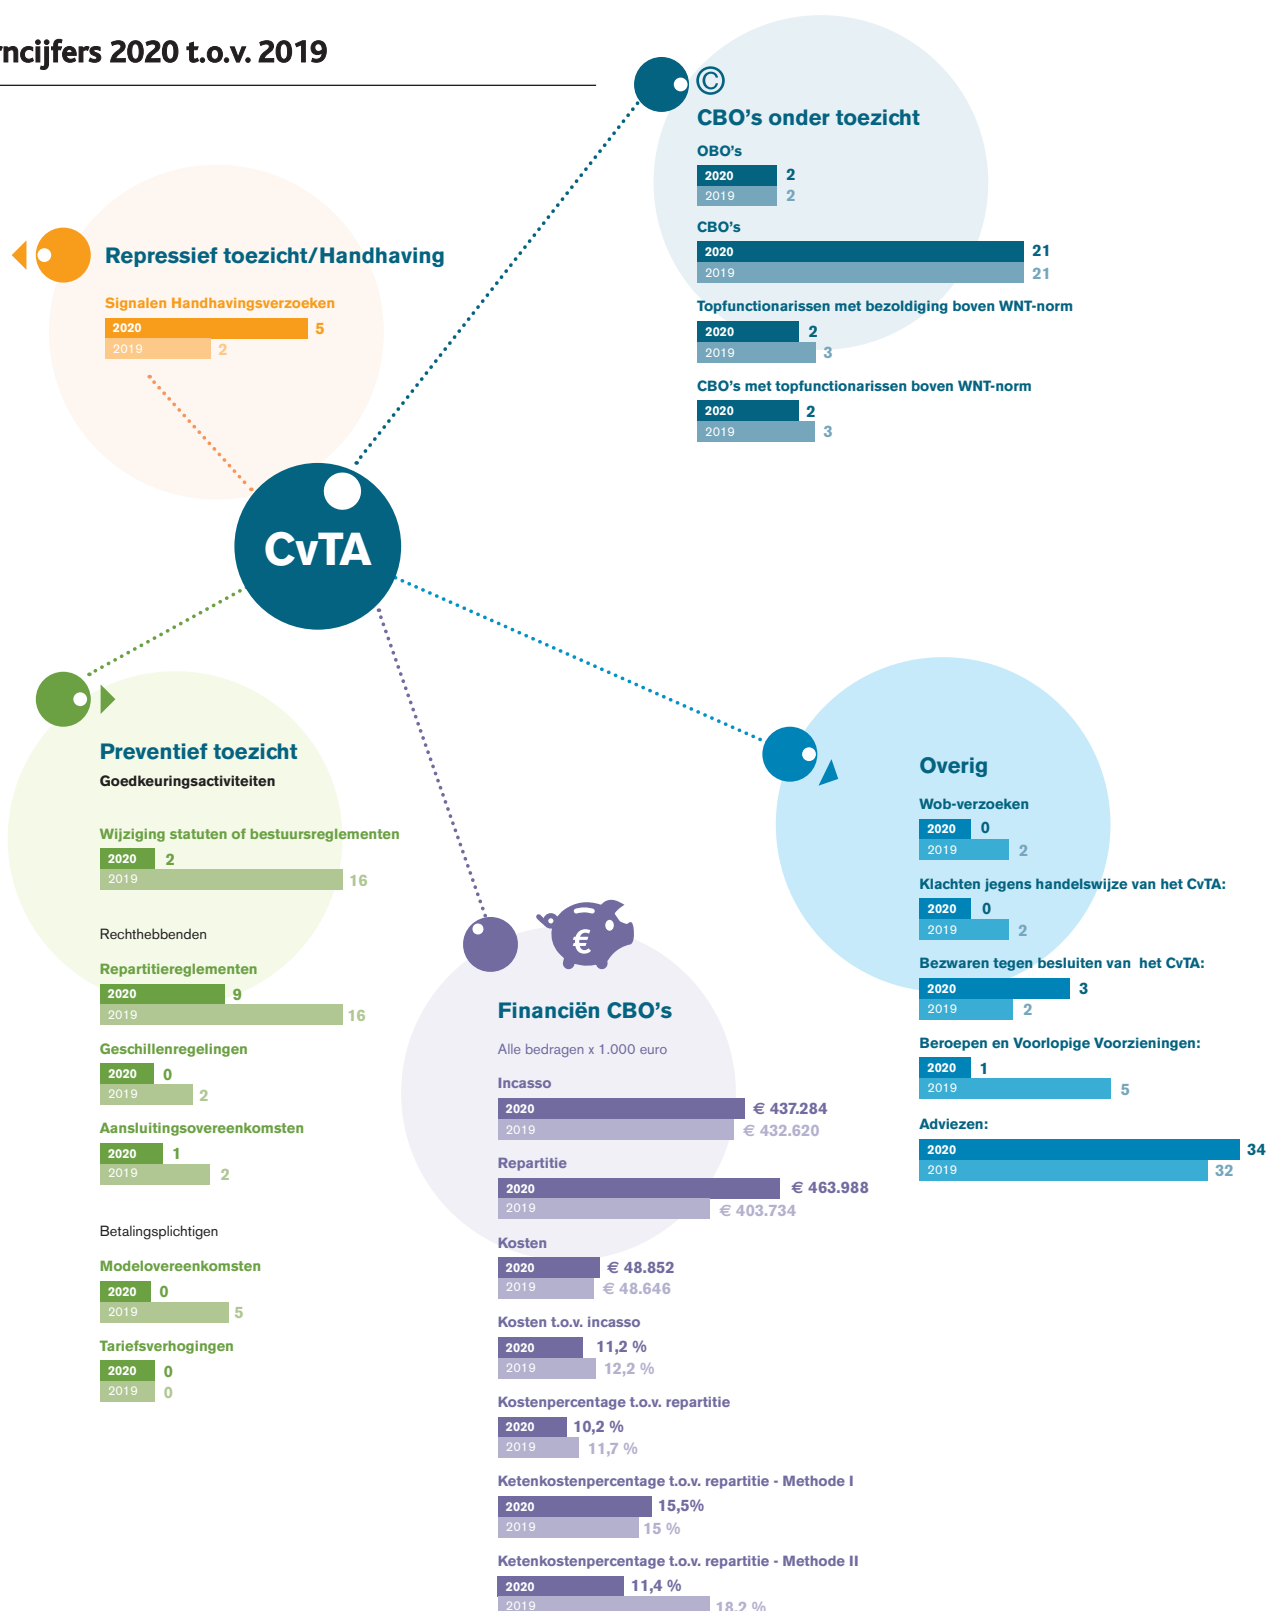 rncijfers 2020 t.o.v. 2019
©
CBO's onder toezicht
OBO's
2020 2
2019 2
CBO's
2020 21
2019 21
Topfunctionarissen met bezoldiging boven WNT-norm
2020 2
2019 3
CBO's met topfunctionarissen boven WNT-norm
2020 2
2019 3
Repressief toezicht/Handhaving
Signalen Handhavingsverzoeken
2020 5
2019 2
CvTA
Preventief toezicht
Goedkeuringsactiviteiten
Wijziging statuten of bestuursreglementen
2020 2
2019 16
Rechthebbenden
Repartitiereglementen
2020 9
2019 16
Geschillenregelingen
2020 0
2019 2
Aansluitingsovereenkomsten
2020 1
2019 2
Betalingsplichtigen
Modelovereenkomsten
2020 0
2019 5
Tariefsverhogingen
2020 0
2019 0
€
Financiën CBO's
Alle bedragen x 1.000 euro
Incasso
2020 € 437.284
2019 € 432.620
Repartitie
2020 € 463.988
2019 € 403.734
Kosten
2020 € 48.852
2019 € 48.646
Kosten t.o.v. incasso
2020 11,2 %
2019 12,2 %
Kostenpercentage t.o.v. repartitie
2020 10,2 %
2019 11,7 %
Ketenkostenpercentage t.o.v. repartitie - Methode I
2020 15,5%
2019 15 %
Ketenkostenpercentage t.o.v. repartitie - Methode II
2020 11,4 %
2019 18,2 %
Overig
Wob-verzoeken
2020 0
2019 2
Klachten jegens handelswijze van het CvTA:
2020 0
2019 2
Bezwaren tegen besluiten van het CvTA:
2020 3
2019 2
Beroepen en Voorlopige Voorzieningen:
2020 1
2019 5
Adviezen:
2020 34
2019 32